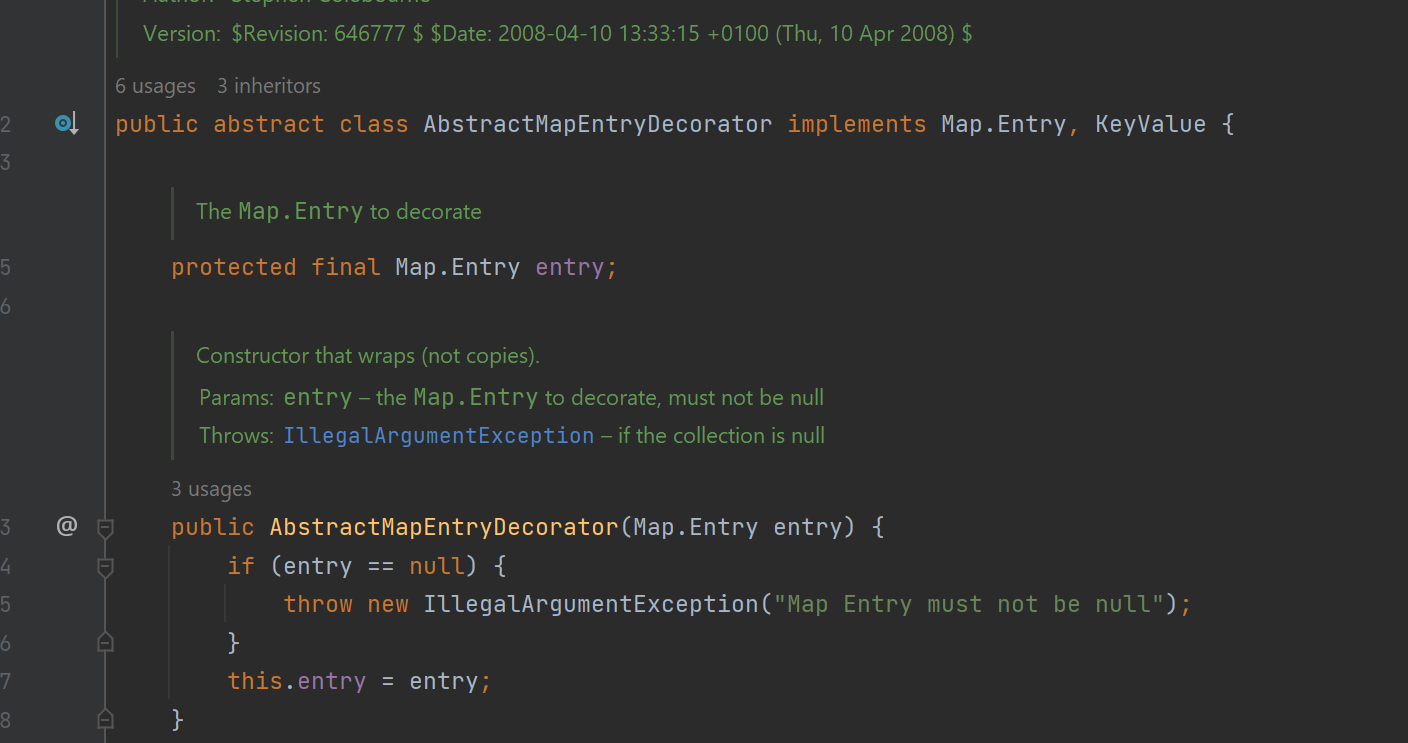 Version: $Revision: 646777 $ $Date: 2008-04-10 13:33:15 +0100 (Thu, 10 Apr 2008) $
6 usages 3 inheritors
2 public abstract class AbstractMapEntryDecorator implements Map.Entry, KeyValue {
3
The Map.Entry to decorate
5 protected final Map.Entry entry;
6
Constructor that wraps (not copies).
Params: entry – the Map.Entry to decorate, must not be null
Throws: IllegalArgumentException – if the collection is null
3 usages
3 @ public AbstractMapEntryDecorator(Map.Entry entry) {
4 if (entry == null) {
5 throw new IllegalArgumentException("Map Entry must not be null");
6 }
7 this.entry = entry;
8 }